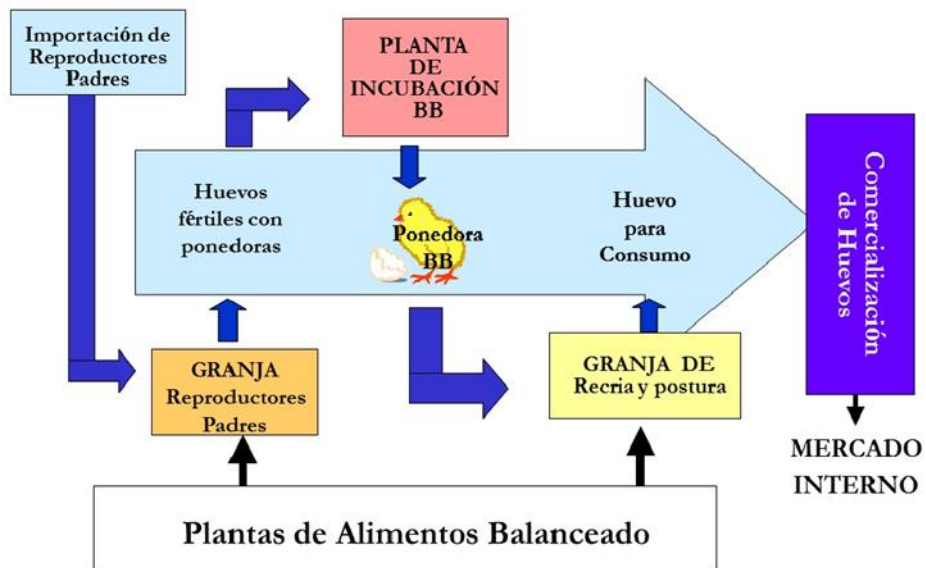 Importación de
Reproductores
Padres
PLANTA
DE
INCUBACIÓN
BB
Huevos
fértiles con
ponedoras
Ponedora
BB
Huevo
para
Consumo
Comercialización
de Huevos
GRANJA
Reproductores
Padres
GRANJA DE
Recria y postura
MERCADO
INTERNO
Plantas de Alimentos Balanceado